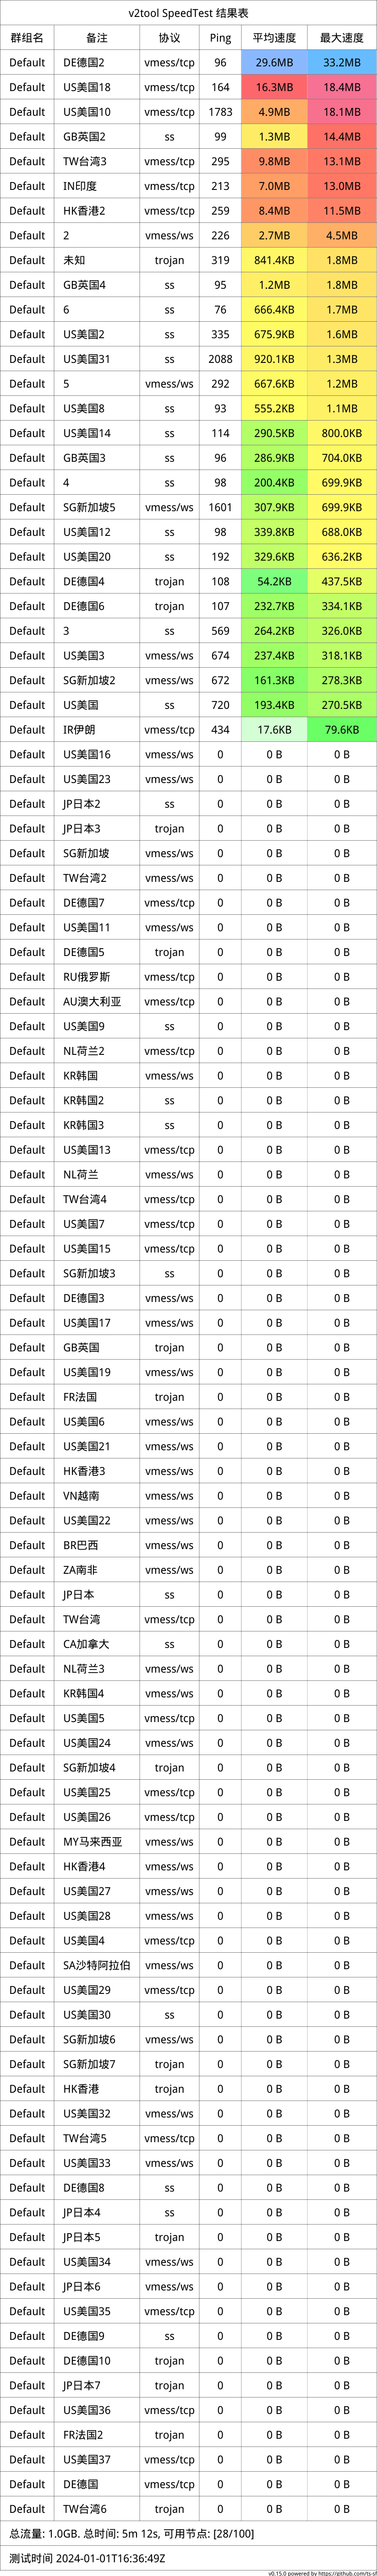 v2tool SpeedTest 结果表
群组名 备注 协议 Ping 平均速度 最大速度
Default DE德国2 vmess/tcp 96 29.6MB 33.2MB
Default US美国18 vmess/tcp 164 16.3MB 18.4MB
Default US美国10 vmess/tcp 1783 4.9MB 18.1MB
Default GB英国2 ss 99 1.3MB 14.4MB
Default TW台湾3 vmess/tcp 295 9.8MB 13.1MB
Default IN印度 vmess/tcp 213 7.0MB 13.0MB
Default HK香港2 vmess/tcp 259 8.4MB 11.5MB
Default 2 vmess/ws 226 2.7MB 4.5MB
Default 未知 trojan 319 841.4KB 1.8MB
Default GB英国4 ss 95 1.2MB 1.8MB
Default 6 ss 76 666.4KB 1.7MB
Default US美国2 ss 335 675.9KB 1.6MB
Default US美国31 ss 2088 920.1KB 1.3MB
Default 5 vmess/ws 292 667.6KB 1.2MB
Default US美国8 ss 93 555.2KB 1.1MB
Default US美国14 ss 114 290.5KB 800.0KB
Default GB英国3 ss 96 286.9KB 704.0KB
Default 4 ss 98 200.4KB 699.9KB
Default SG新加坡5 vmess/ws 1601 307.9KB 699.9KB
Default US美国12 ss 98 339.8KB 688.0KB
Default US美国20 ss 192 329.6KB 636.2KB
Default DE德国4 trojan 108 54.2KB 437.5KB
Default DE德国6 trojan 107 232.7KB 334.1KB
Default 3 ss 569 264.2KB 326.0KB
Default US美国3 vmess/ws 674 237.4KB 318.1KB
Default SG新加坡2 vmess/ws 672 161.3KB 278.3KB
Default US美国 ss 720 193.4KB 270.5KB
Default IR伊朗 vmess/tcp 434 17.6KB 79.6KB
Default US美国16 vmess/ws 0 0 B 0 B
Default US美国23 vmess/ws 0 0 B 0 B
Default JP日本2 ss 0 0 B 0 B
Default JP日本3 trojan 0 0 B 0 B
Default SG新加坡 vmess/ws 0 0 B 0 B
Default TW台湾2 vmess/ws 0 0 B 0 B
Default DE德国7 vmess/tcp 0 0 B 0 B
Default US美国11 vmess/ws 0 0 B 0 B
Default DE德国5 trojan 0 0 B 0 B
Default RU俄罗斯 vmess/tcp 0 0 B 0 B
Default AU澳大利亚 vmess/tcp 0 0 B 0 B
Default US美国9 ss 0 0 B 0 B
Default NL荷兰2 vmess/tcp 0 0 B 0 B
Default KR韩国 vmess/ws 0 0 B 0 B
Default KR韩国2 ss 0 0 B 0 B
Default KR韩国3 ss 0 0 B 0 B
Default US美国13 vmess/tcp 0 0 B 0 B
Default NL荷兰 vmess/ws 0 0 B 0 B
Default TW台湾4 vmess/tcp 0 0 B 0 B
Default US美国7 vmess/tcp 0 0 B 0 B
Default US美国15 vmess/tcp 0 0 B 0 B
Default SG新加坡3 ss 0 0 B 0 B
Default DE德国3 vmess/ws 0 0 B 0 B
Default US美国17 vmess/ws 0 0 B 0 B
Default GB英国 trojan 0 0 B 0 B
Default US美国19 vmess/ws 0 0 B 0 B
Default FR法国 trojan 0 0 B 0 B
Default US美国6 vmess/ws 0 0 B 0 B
Default US美国21 vmess/ws 0 0 B 0 B
Default HK香港3 vmess/ws 0 0 B 0 B
Default VN越南 vmess/ws 0 0 B 0 B
Default US美国22 vmess/ws 0 0 B 0 B
Default BR巴西 vmess/ws 0 0 B 0 B
Default ZA南非 vmess/ws 0 0 B 0 B
Default JP日本 ss 0 0 B 0 B
Default TW台湾 vmess/tcp 0 0 B 0 B
Default CA加拿大 ss 0 0 B 0 B
Default NL荷兰3 vmess/ws 0 0 B 0 B
Default KR韩国4 vmess/ws 0 0 B 0 B
Default US美国5 vmess/tcp 0 0 B 0 B
Default US美国24 vmess/ws 0 0 B 0 B
Default SG新加坡4 trojan 0 0 B 0 B
Default US美国25 vmess/tcp 0 0 B 0 B
Default US美国26 vmess/tcp 0 0 B 0 B
Default MY马来西亚 vmess/ws 0 0 B 0 B
Default HK香港4 vmess/ws 0 0 B 0 B
Default US美国27 vmess/ws 0 0 B 0 B
Default US美国28 vmess/ws 0 0 B 0 B
Default US美国4 vmess/tcp 0 0 B 0 B
Default SA沙特阿拉伯 vmess/ws 0 0 B 0 B
Default US美国29 vmess/tcp 0 0 B 0 B
Default US美国30 ss 0 0 B 0 B
Default SG新加坡6 vmess/ws 0 0 B 0 B
Default SG新加坡7 trojan 0 0 B 0 B
Default HK香港 trojan 0 0 B 0 B
Default US美国32 vmess/ws 0 0 B 0 B
Default TW台湾5 vmess/tcp 0 0 B 0 B
Default US美国33 vmess/ws 0 0 B 0 B
Default DE德国8 ss 0 0 B 0 B
Default JP日本4 ss 0 0 B 0 B
Default JP日本5 trojan 0 0 B 0 B
Default US美国34 vmess/ws 0 0 B 0 B
Default JP日本6 vmess/ws 0 0 B 0 B
Default US美国35 vmess/tcp 0 0 B 0 B
Default DE德国9 ss 0 0 B 0 B
Default DE德国10 trojan 0 0 B 0 B
Default JP日本7 trojan 0 0 B 0 B
Default US美国36 vmess/tcp 0 0 B 0 B
Default FR法国2 trojan 0 0 B 0 B
Default US美国37 vmess/tcp 0 0 B 0 B
Default DE德国 vmess/tcp 0 0 B 0 B
Default TW台湾6 trojan 0 0 B 0 B
总流量: 1.0GB. 总时间: 5m 12s, 可用节点: [28/100]
测试时间 2024-01-01T16:36:49Z
v0.15.0 powered by https://github.com/ts-sf